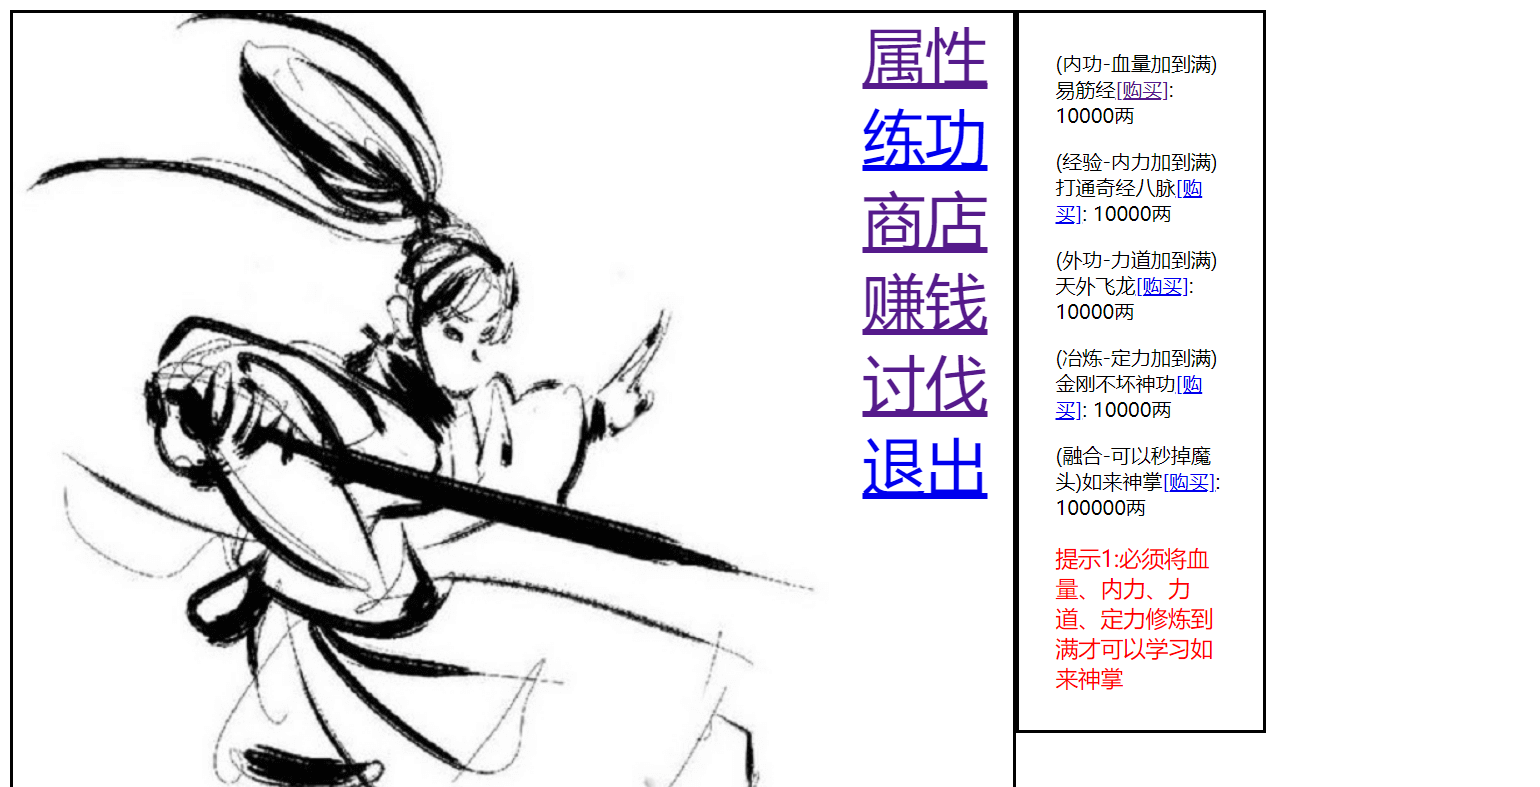 属性
练功
商店
赚钱
讨伐
退出
(内功-血量加到满)
易筋经[购买]:
10000两
(经验-内力加到满)
打通奇经八脉[购
买]: 10000两
(外功-力道加到满)
天外飞龙[购买]:
10000两
(冶炼-定力加到满)
金刚不坏神功[购
买]: 10000两
(融合-可以秒掉魔
头)如来神掌[购买]:
100000两
提示1:必须将血
量、内力、力
道、定力修炼到
满才可以学习如
来神掌